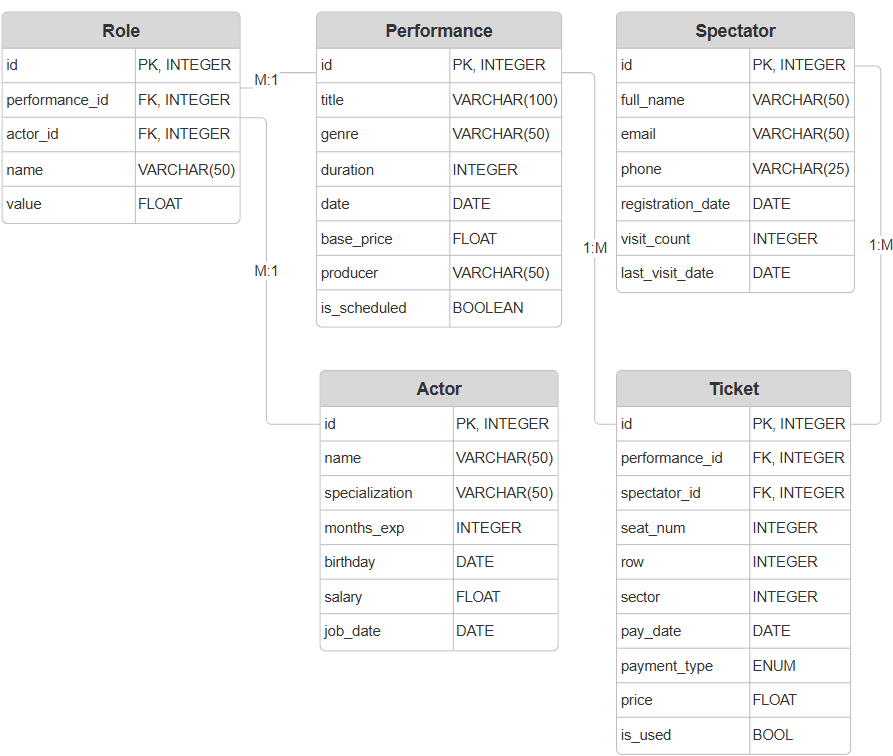 Role
id PK, INTEGER
performance_id FK, INTEGER
actor_id FK, INTEGER
name VARCHAR(50)
value FLOAT
M:1
M:1
Performance
id PK, INTEGER
title VARCHAR(100)
genre VARCHAR(50)
duration INTEGER
date DATE
base_price FLOAT
producer VARCHAR(50)
is_scheduled BOOLEAN
1:M
Spectator
id PK, INTEGER
full_name VARCHAR(50)
email VARCHAR(50)
phone VARCHAR(25)
registration_date DATE
visit_count INTEGER
last_visit_date DATE
1:M
Actor
id PK, INTEGER
name VARCHAR(50)
specialization VARCHAR(50)
months_exp INTEGER
birthday DATE
salary FLOAT
job_date DATE
Ticket
id PK, INTEGER
performance_id FK, INTEGER
spectator_id FK, INTEGER
seat_num INTEGER
row INTEGER
sector INTEGER
pay_date DATE
payment_type ENUM
price FLOAT
is_used BOOL